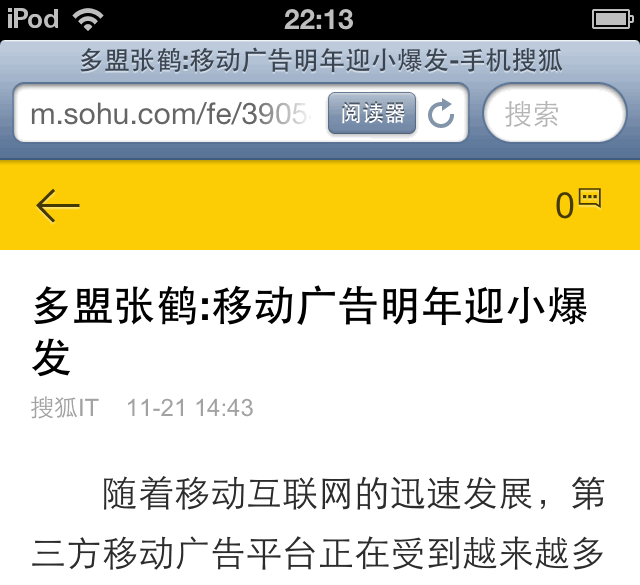 iPod 22:13
多盟张鹤:移动广告明年迎小爆发-手机搜狐
m.sohu.com/fe/3905 阅读器 搜索
0
多盟张鹤:移动广告明年迎小爆
发
搜狐IT 11-21 14:43
随着移动互联网的迅速发展，第
三方移动广告平台正在受到越来越多